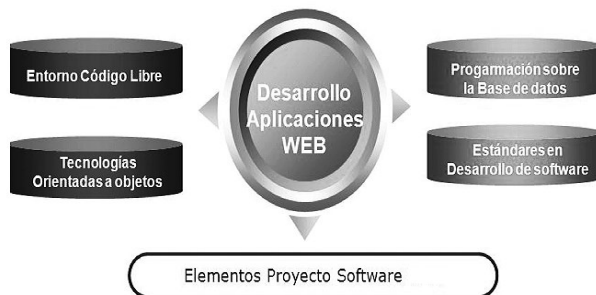 Entorno Código Libre
Tecnologías
Orientadas a objetos
Desarrollo
Aplicaciones
WEB
Progarmación sobre
la Base de datos
Estándares en
Desarrollo de software
Elementos Proyecto Software